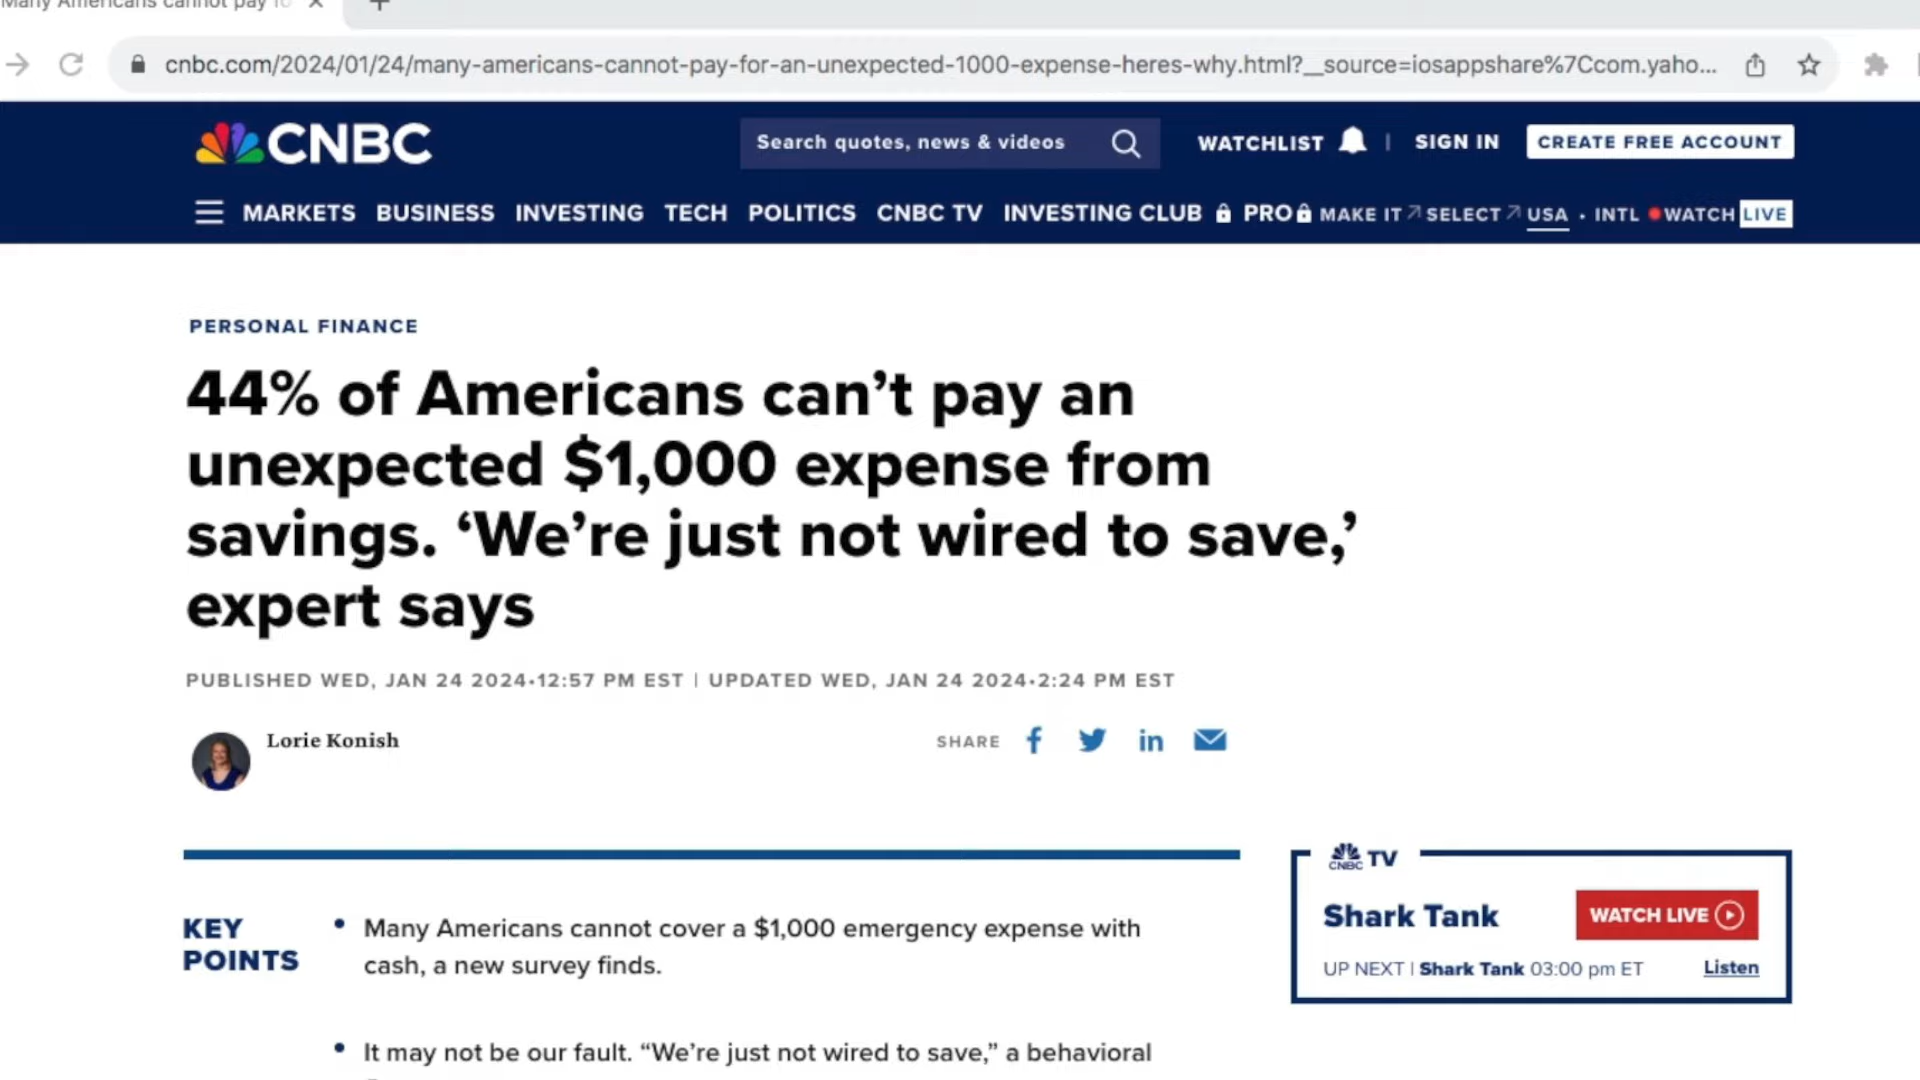 Many Americans cannot pay fo
cnbc.com/2024/01/24/many-americans-cannot-pay-for-an-unexpected-1000-expense-heres-why.html?__source=iosappshare%7Ccom.yaho...
CNBC
Search quotes, news & videos
WATCHLIST | SIGN IN
CREATE FREE ACCOUNT
MARKETS BUSINESS INVESTING TECH POLITICS CNBC TV INVESTING CLUB PRO MAKE IT SELECT USA • INTL WATCH LIVE
PERSONAL FINANCE
44% of Americans can’t pay an
unexpected $1,000 expense from
savings. ‘We’re just not wired to save,’
expert says
PUBLISHED WED, JAN 24 2024•12:57 PM EST | UPDATED WED, JAN 24 2024•2:24 PM EST
Lorie Konish
SHARE
KEY
POINTS
• Many Americans cannot cover a $1,000 emergency expense with
cash, a new survey finds.
• It may not be our fault. “We’re just not wired to save,” a behavioral
CNBC TV
Shark Tank
WATCH LIVE
UP NEXT | Shark Tank 03:00 pm ET
Listen